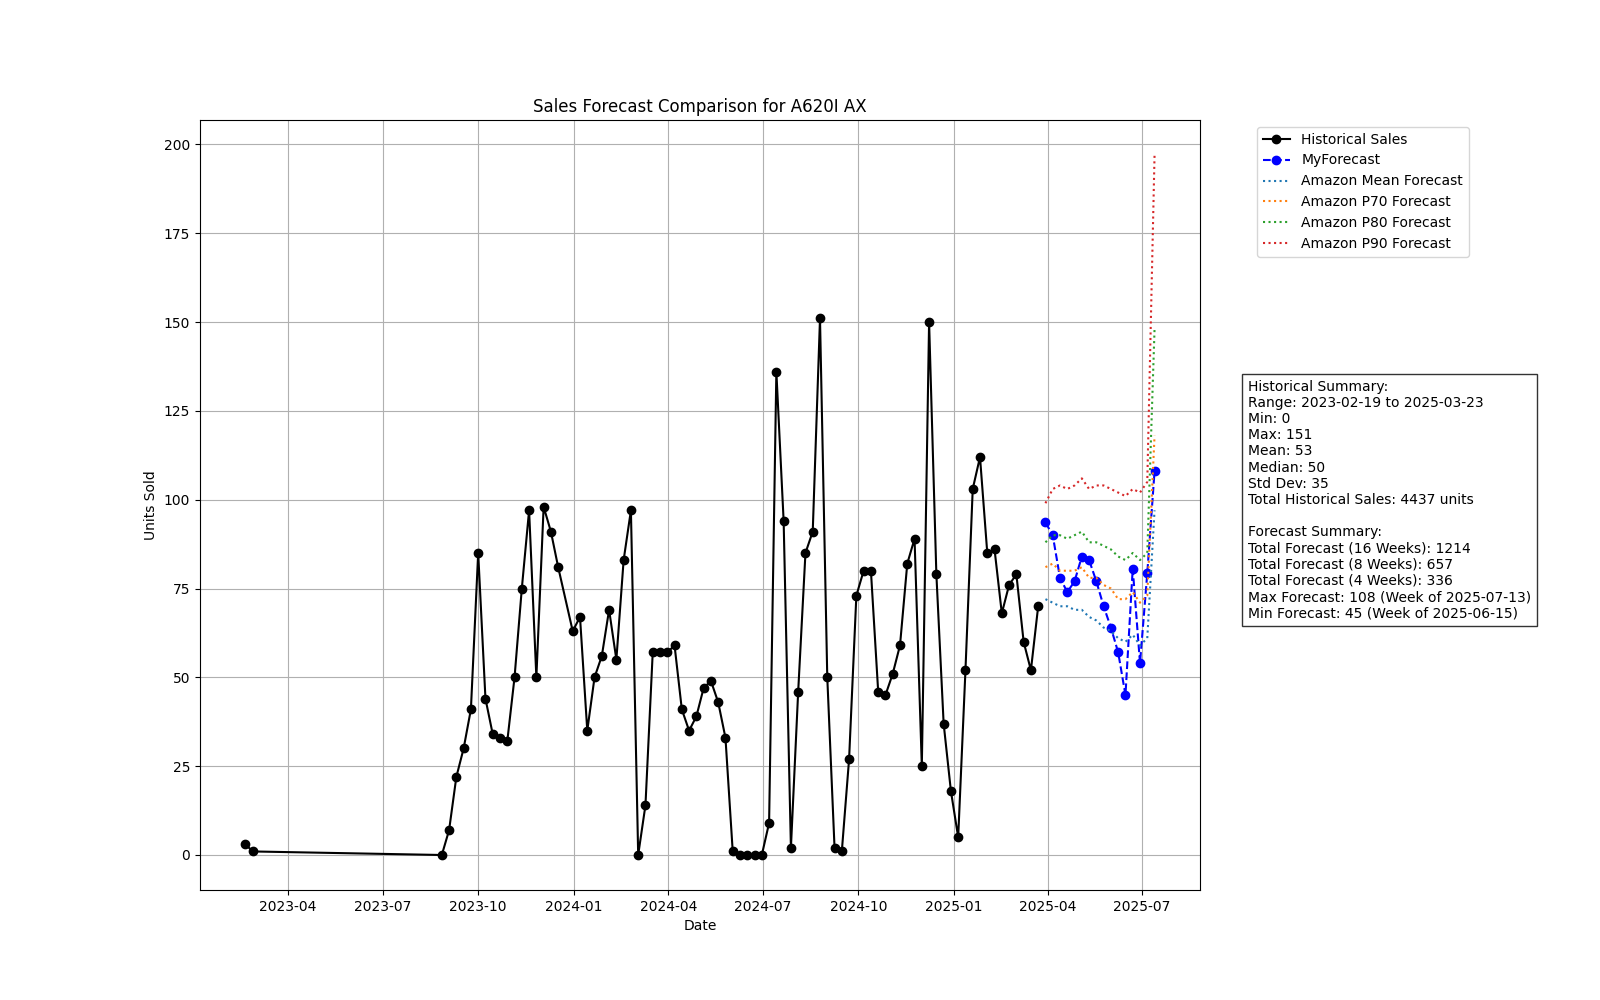 Sales Forecast Comparison for A620I AX
Units Sold
200
175
150
125
100
75
50
25
0
2023-04
2023-07
2023-10
2024-01
2024-04
2024-07
2024-10
2025-01
2025-04
2025-07
Date
Historical Sales
MyForecast
Amazon Mean Forecast
Amazon P70 Forecast
Amazon P80 Forecast
Amazon P90 Forecast
Historical Summary:
Range: 2023-02-19 to 2025-03-23
Min: 0
Max: 151
Mean: 53
Median: 50
Std Dev: 35
Total Historical Sales: 4437 units
Forecast Summary:
Total Forecast (16 Weeks): 1214
Total Forecast (8 Weeks): 657
Total Forecast (4 Weeks): 336
Max Forecast: 108 (Week of 2025-07-13)
Min Forecast: 45 (Week of 2025-06-15)